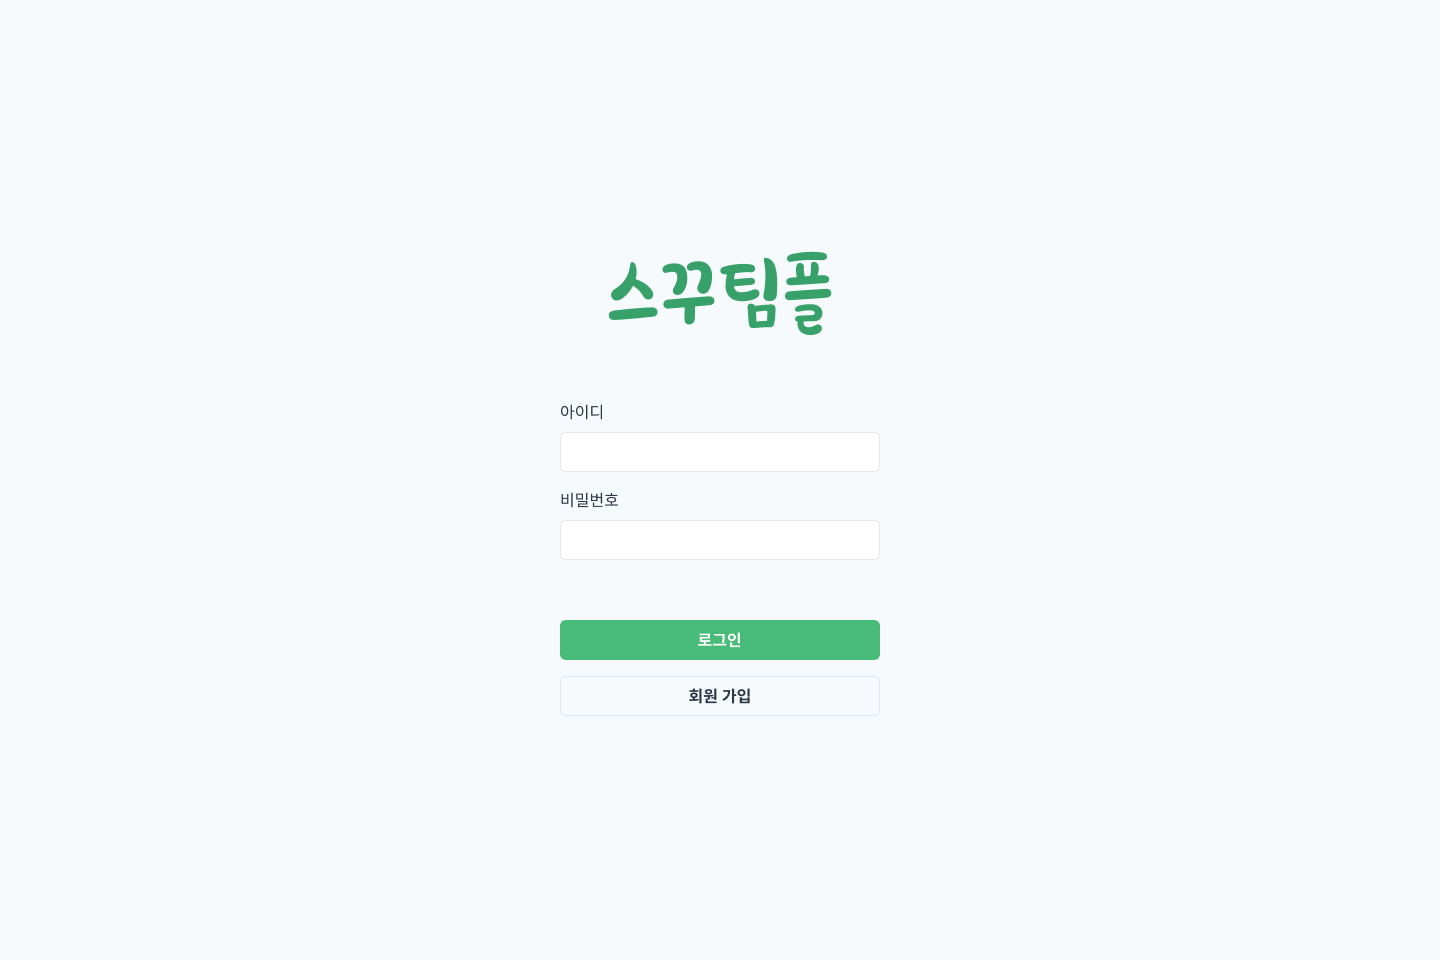 스꾸팀플
아이디
비밀번호
로그인
회원 가입